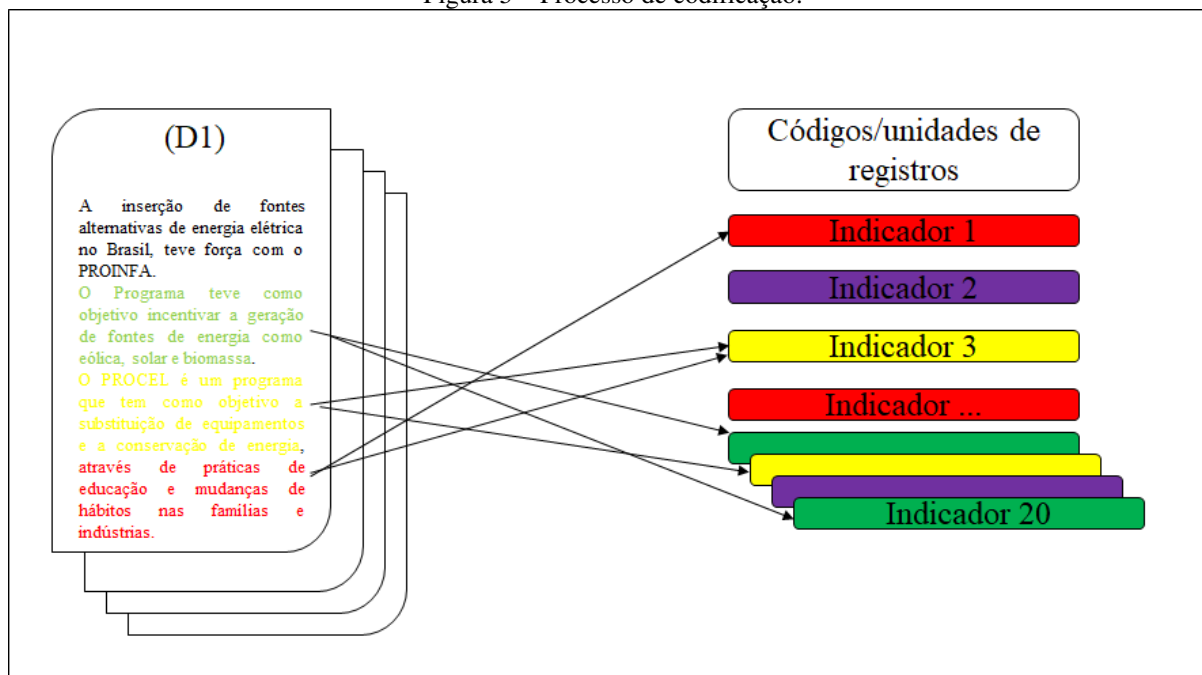 Figura 3 – Processo de codificação.
(D1)
A inserção de fontes
alternativas de energia elétrica
no Brasil, teve força com o
PROINFA.
O Programa teve como
objetivo incentivar a geração
de fontes de energia como
eólica, solar e biomassa.
O PROCEL é um programa
que tem como objetivo a
substituição de equipamentos
e a conservação de energia,
através de práticas de
educação e mudanças de
hábitos nas famílias e
indústrias.
Códigos/unidades de
registros
Indicador 1
Indicador 2
Indicador 3
Indicador ...
Indicador 20